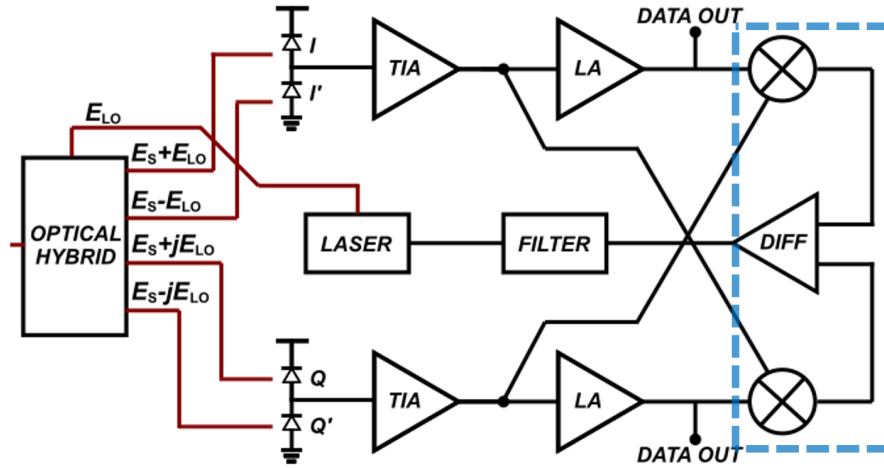 DATA OUT
I
TIA
LA
I'
E_LO
E_S+E_LO
E_S-E_LO
OPTICAL
HYBRID
LASER
FILTER
DIFF
E_S+jE_LO
E_S-jE_LO
Q
TIA
LA
Q'
DATA OUT